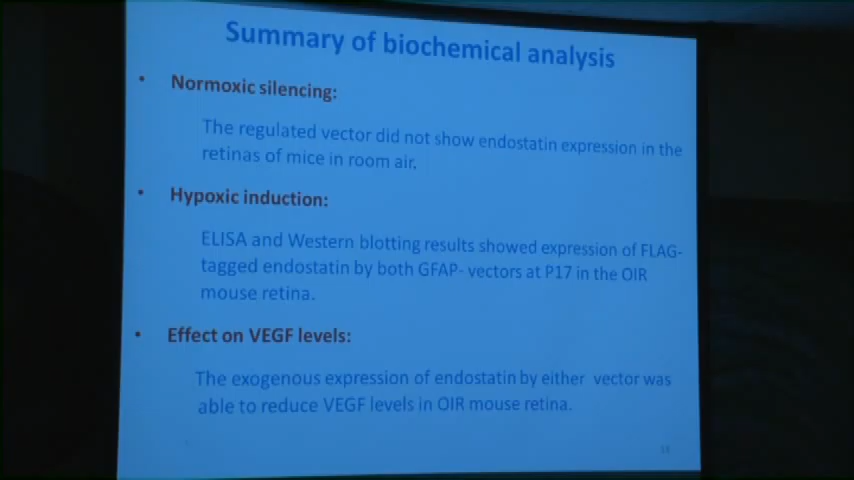 Summary of biochemical analysis
• Normoxic silencing:
The regulated vector did not show endostatin expression in the
retinas of mice in room air.
• Hypoxic induction:
ELISA and Western blotting results showed expression of FLAG-
tagged endostatin by both GFAP- vectors at P17 in the OIR
mouse retina.
• Effect on VEGF levels:
The exogenous expression of endostatin by either vector was
able to reduce VEGF levels in OIR mouse retina.